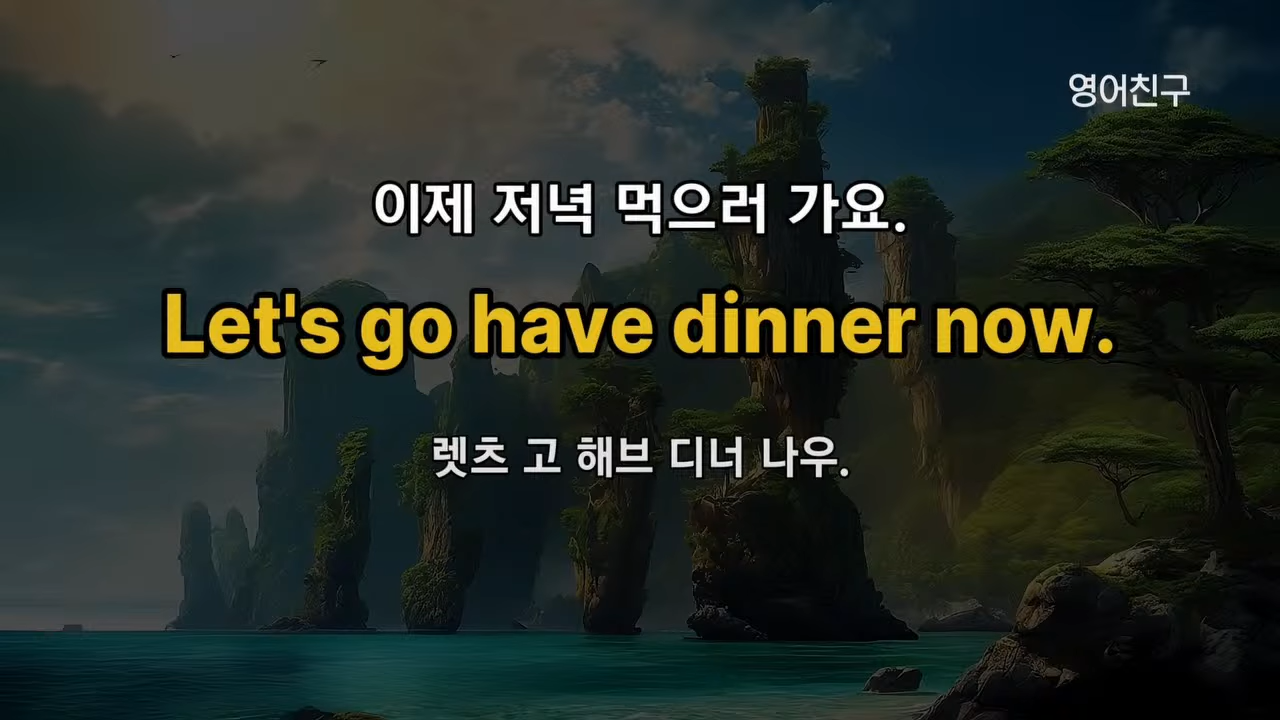 영어친구
이제 저녁 먹으러 가요.
Let's go have dinner now.
렛츠 고 해브 디너 나우.